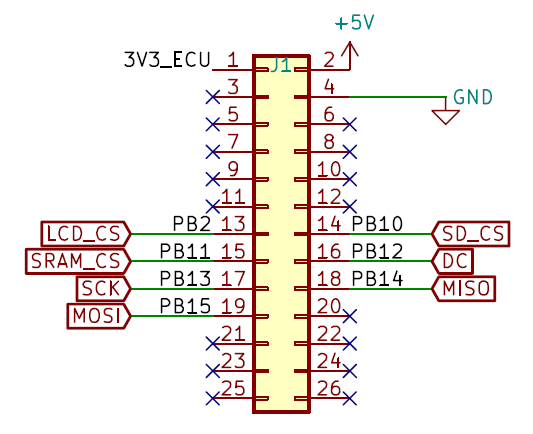 +5V
3V3_ECU 1 J1 2
3 4 GND
5 6
7 8
9 10
11 12
LCD_CS PB2 13 14 PB10 SD_CS
SRAM_CS PB11 15 16 PB12 DC
SCK PB13 17 18 PB14 MISO
MOSI PB15 19 20
21 22
23 24
25 26